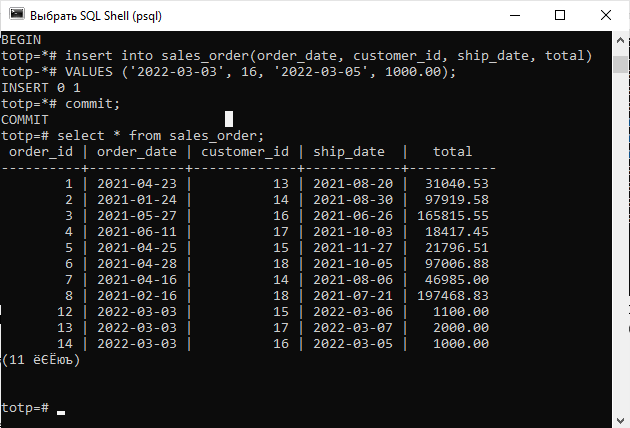 Выбрать SQL Shell (psql)
BEGIN
totp=*# insert into sales_order(order_date, customer_id, ship_date, total)
totp-*# VALUES ('2022-03-03', 16, '2022-03-05', 1000.00);
INSERT 0 1
totp=*# commit;
COMMIT
totp=# select * from sales_order;
 order_id | order_date | customer_id | ship_date  |   total
----------+------------+-------------+------------+-----------
        1 | 2021-04-23 |          13 | 2021-08-20 |  31040.53
        2 | 2021-01-24 |          14 | 2021-08-30 |  97919.58
        3 | 2021-05-27 |          16 | 2021-06-26 | 165815.55
        4 | 2021-06-11 |          17 | 2021-10-03 |  18417.45
        5 | 2021-04-25 |          15 | 2021-11-27 |  21796.51
        6 | 2021-04-28 |          18 | 2021-10-05 |  97006.88
        7 | 2021-04-16 |          14 | 2021-08-06 |  46985.00
        8 | 2021-02-16 |          18 | 2021-07-21 | 197468.83
       12 | 2022-03-03 |          15 | 2022-03-06 |   1100.00
       13 | 2022-03-03 |          17 | 2022-03-07 |   2000.00
       14 | 2022-03-03 |          16 | 2022-03-05 |   1000.00
(11 ёЄЁюъ)
totp=#